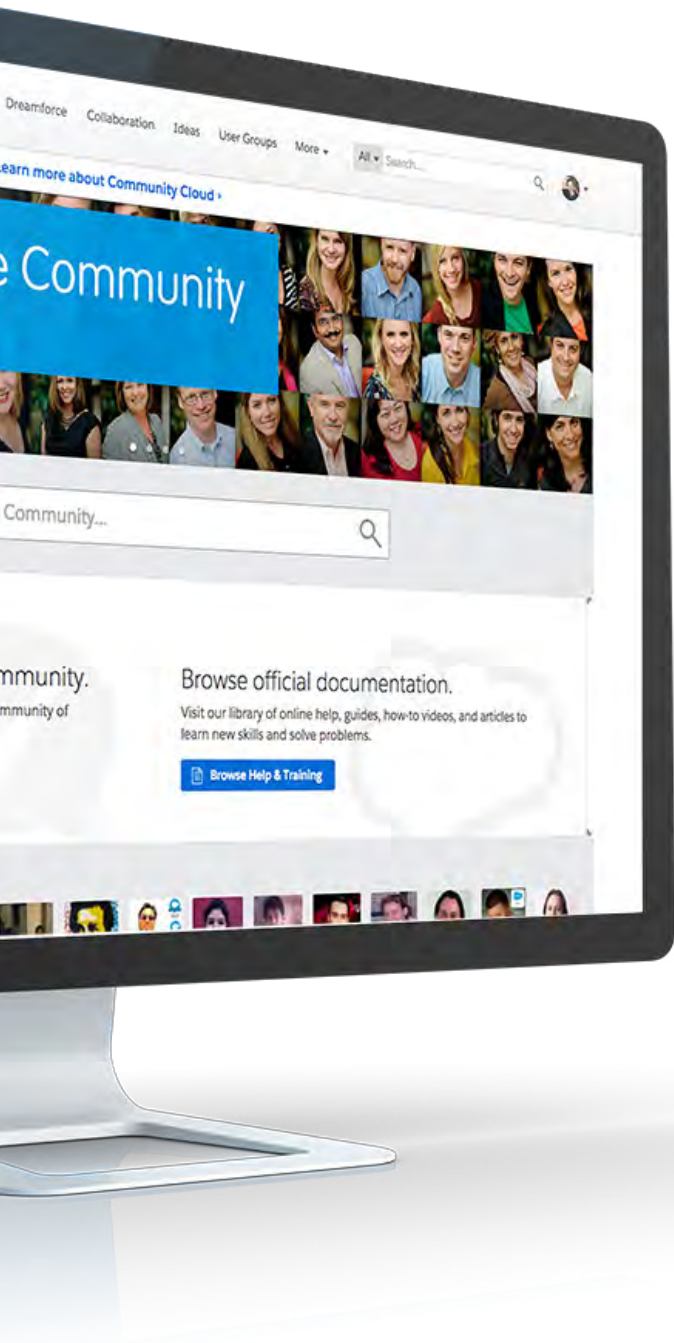 Dreamforce Collaboration Ideas User Groups More All Search...
Learn more about Community Cloud ›
e Community
Community...
mmunity.
mmunity of
Browse official documentation.
Visit our library of online help, guides, how-to videos, and articles to
learn new skills and solve problems.
Browse Help & Training